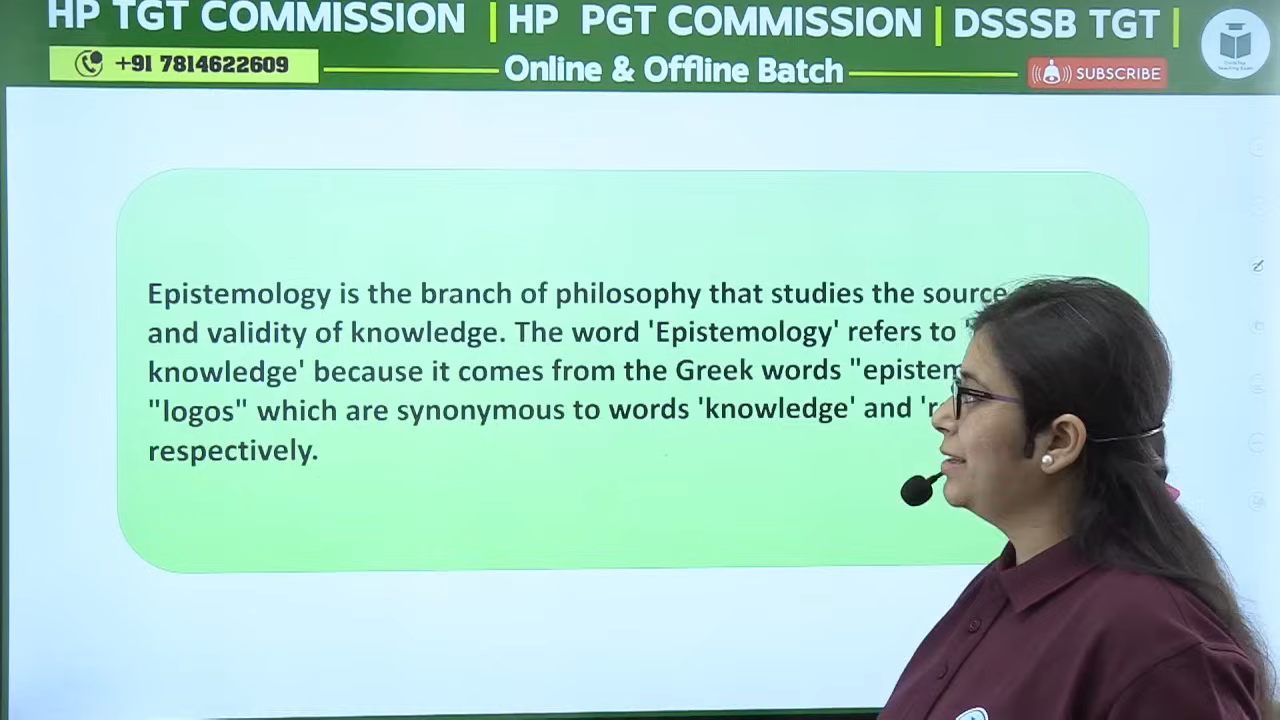 HP TGT COMMISSION | HP PGT COMMISSION | DSSSB TGT |
+91 7814622609
Online & Offline Batch
SUBSCRIBE
Epistemology is the branch of philosophy that studies the source
and validity of knowledge. The word 'Epistemology' refers to '
knowledge' because it comes from the Greek words "epistem
"logos" which are synonymous to words 'knowledge' and 'r
respectively.